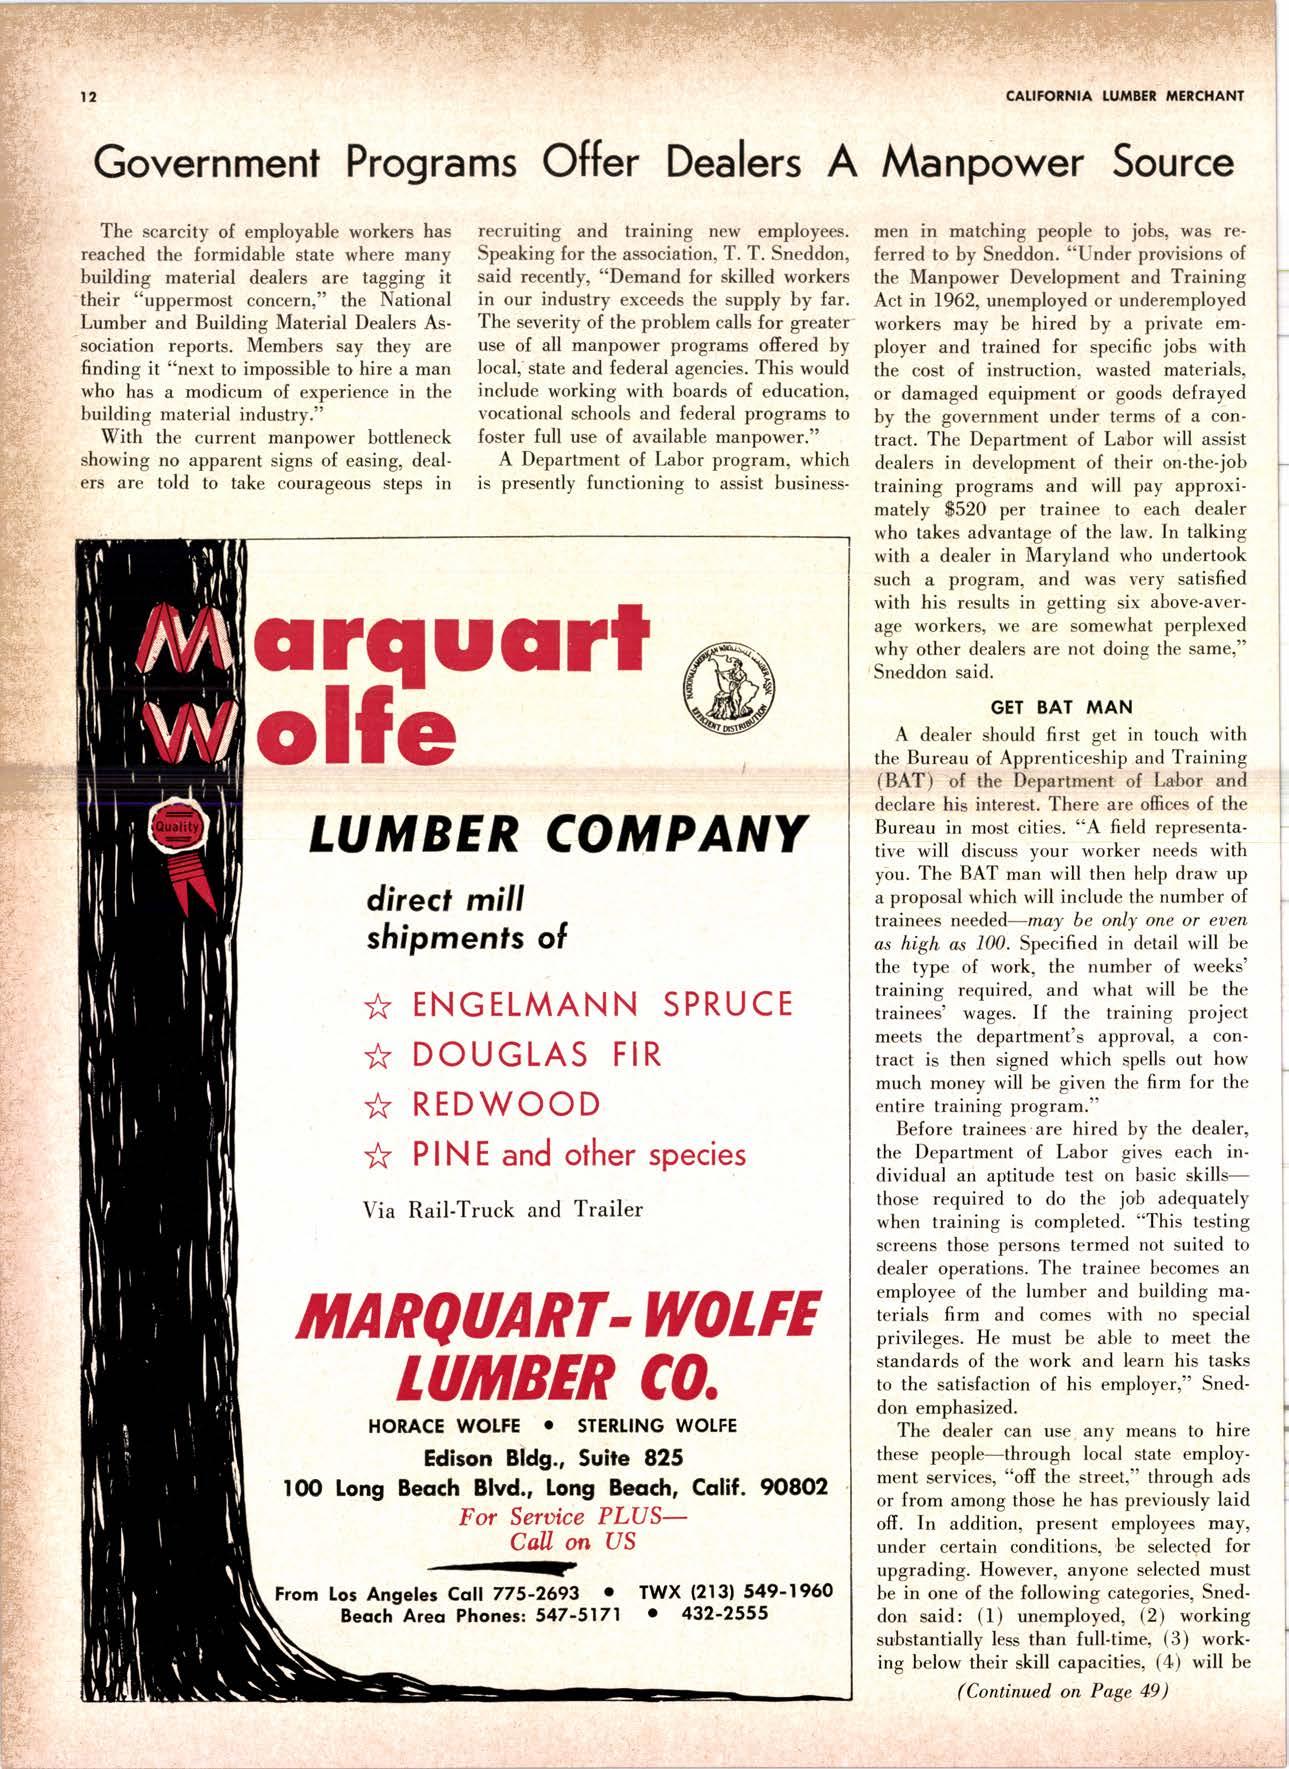 12
CALIFORNIA LUMBER MERCHANT
Government Programs Offer Dealers A Manpower Source
The scarcity of employable workers has
reached the formidable state where many
building material dealers are tagging it
their "uppermost concern," the National
Lumber and Building Material Dealers As-
sociation reports. Members say they are
finding it "next to impossible to hire a man
who has a modicum of experience in the
building material industry."
With the current manpower bottleneck
showing no apparent signs of easing, deal-
ers are told to take courageous steps in
recruiting and training new employees.
Speaking for the association, T. T. Sneddon,
said recently, "Demand for skilled workers
in our industry exceeds the supply by far.
The severity of the problem calls for greater
use of all manpower programs offered by
local, state and federal agencies. This would
include working with boards of education,
vocational schools and federal programs to
foster full use of available manpower."
A Department of Labor program, which
is presently functioning to assist business-
men in matching people to jobs, was re-
ferred to by Sneddon. "Under provisions of
the Manpower Development and Training
Act in 1962, unemployed or underemployed
workers may be hired by a private em-
ployer and trained for specific jobs with
the cost of instruction, wasted materials,
or damaged equipment or goods defrayed
by the government under terms of a con-
tract. The Department of Labor will assist
dealers in development of their on-the-job
training programs and will pay approxi-
mately $520 per trainee to each dealer
who takes advantage of the law. In talking
with a dealer in Maryland who undertook
such a program, and was very satisfied
with his results in getting six above-aver-
age workers, we are somewhat perplexed
why other dealers are not doing the same,"
Sneddon said.
GET BAT MAN
A dealer should first get in touch with
the Bureau of Apprenticeship and Training
(BAT) of the Department of Labor and
declare his interest. There are offices of the
Bureau in most cities. "A field representa-
tive will discuss your worker needs with
you. The BAT man will then help draw up
a proposal which will include the number of
trainees needed—may be only one or even
as high as 100. Specified in detail will be
the type of work, the number of weeks'
training required, and what will be the
trainees' wages. If the training project
meets the department's approval, a con-
tract is then signed which spells out how
much money will be given the firm for the
entire training program."
Before trainees are hired by the dealer,
the Department of Labor gives each in-
dividual an aptitude test on basic skills—
those required to do the job adequately
when training is completed. "This testing
screens those persons termed not suited to
dealer operations. The trainee becomes an
employee of the lumber and building ma-
terials firm and comes with no special
privileges. He must be able to meet the
standards of the work and learn his tasks
to the satisfaction of his employer," Sned-
don emphasized.
The dealer can use any means to hire
these people—through local state employ-
ment services, "off the street," through ads
or from among those he has previously laid
off. In addition, present employees may,
under certain conditions, be selected for
upgrading. However, anyone selected must
be in one of the following categories, Sned-
don said: (1) unemployed, (2) working
substantially less than full-time, (3) work-
ing below their skill capacities, (4) will be
(Continued on Page 49)
Marquart
Wolfe
NATIONAL-AMERICAN WHOLESALE LUMBER ASSN.
EFFICIENT DISTRIBUTION
Quality
LUMBER COMPANY
direct mill
shipments of
☆ ENGELMANN SPRUCE
☆ DOUGLAS FIR
☆ REDWOOD
☆ PINE and other species
Via Rail-Truck and Trailer
MARQUART-WOLFE
LUMBER CO.
HORACE WOLFE • STERLING WOLFE
Edison Bldg., Suite 825
100 Long Beach Blvd., Long Beach, Calif. 90802
For Service PLUS—
Call on US
From Los Angeles Call 775-2693 • TWX (213) 549-1960
Beach Area Phones: 547-5171 • 432-2555